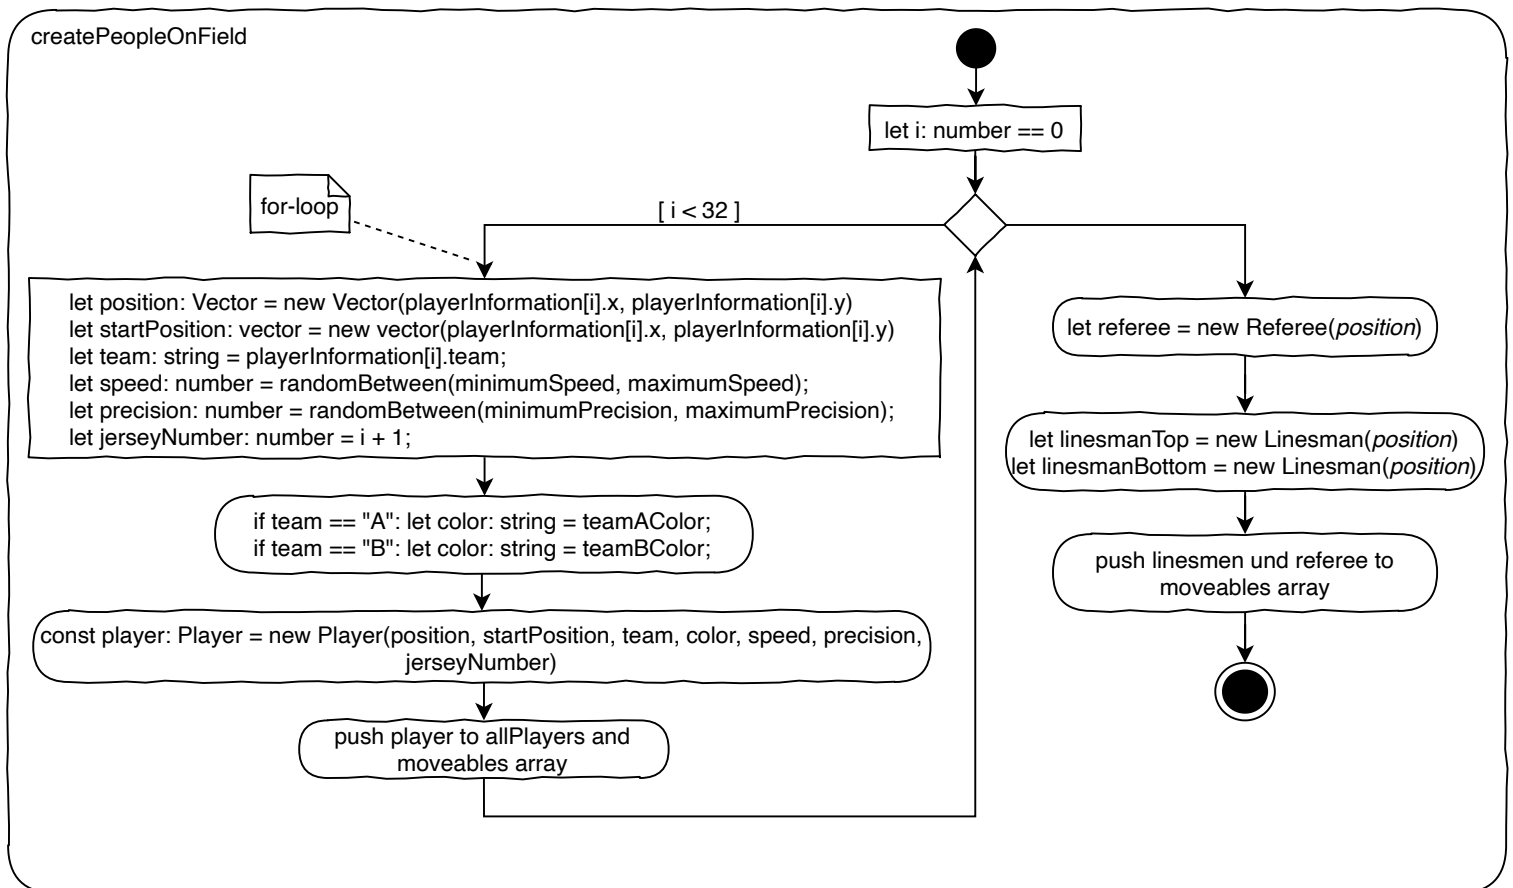 createPeopleOnField
let i: number == 0
for-loop
[ i < 32 ]
let position: Vector = new Vector(playerInformation[i].x, playerInformation[i].y)
let startPosition: vector = new vector(playerInformation[i].x, playerInformation[i].y)
let team: string = playerInformation[i].team;
let speed: number = randomBetween(minimumSpeed, maximumSpeed);
let precision: number = randomBetween(minimumPrecision, maximumPrecision);
let jerseyNumber: number = i + 1;
if team == "A": let color: string = teamAColor;
if team == "B": let color: string = teamBColor;
const player: Player = new Player(position, startPosition, team, color, speed, precision,
jerseyNumber)
push player to allPlayers and
moveables array
let referee = new Referee(position)
let linesmanTop = new Linesman(position)
let linesmanBottom = new Linesman(position)
push linesmen und referee to
moveables array